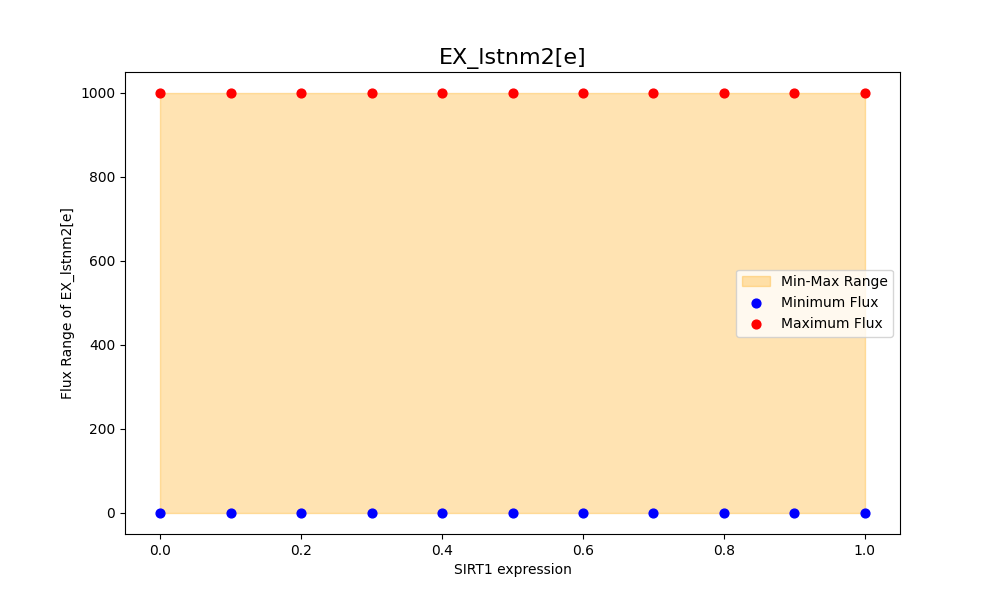 EX_lstnm2[e]
Flux Range of EX_lstnm2[e]
1000
800
600
400
200
0
Min-Max Range
Minimum Flux
Maximum Flux
0.0 0.2 0.4 0.6 0.8 1.0
SIRT1 expression